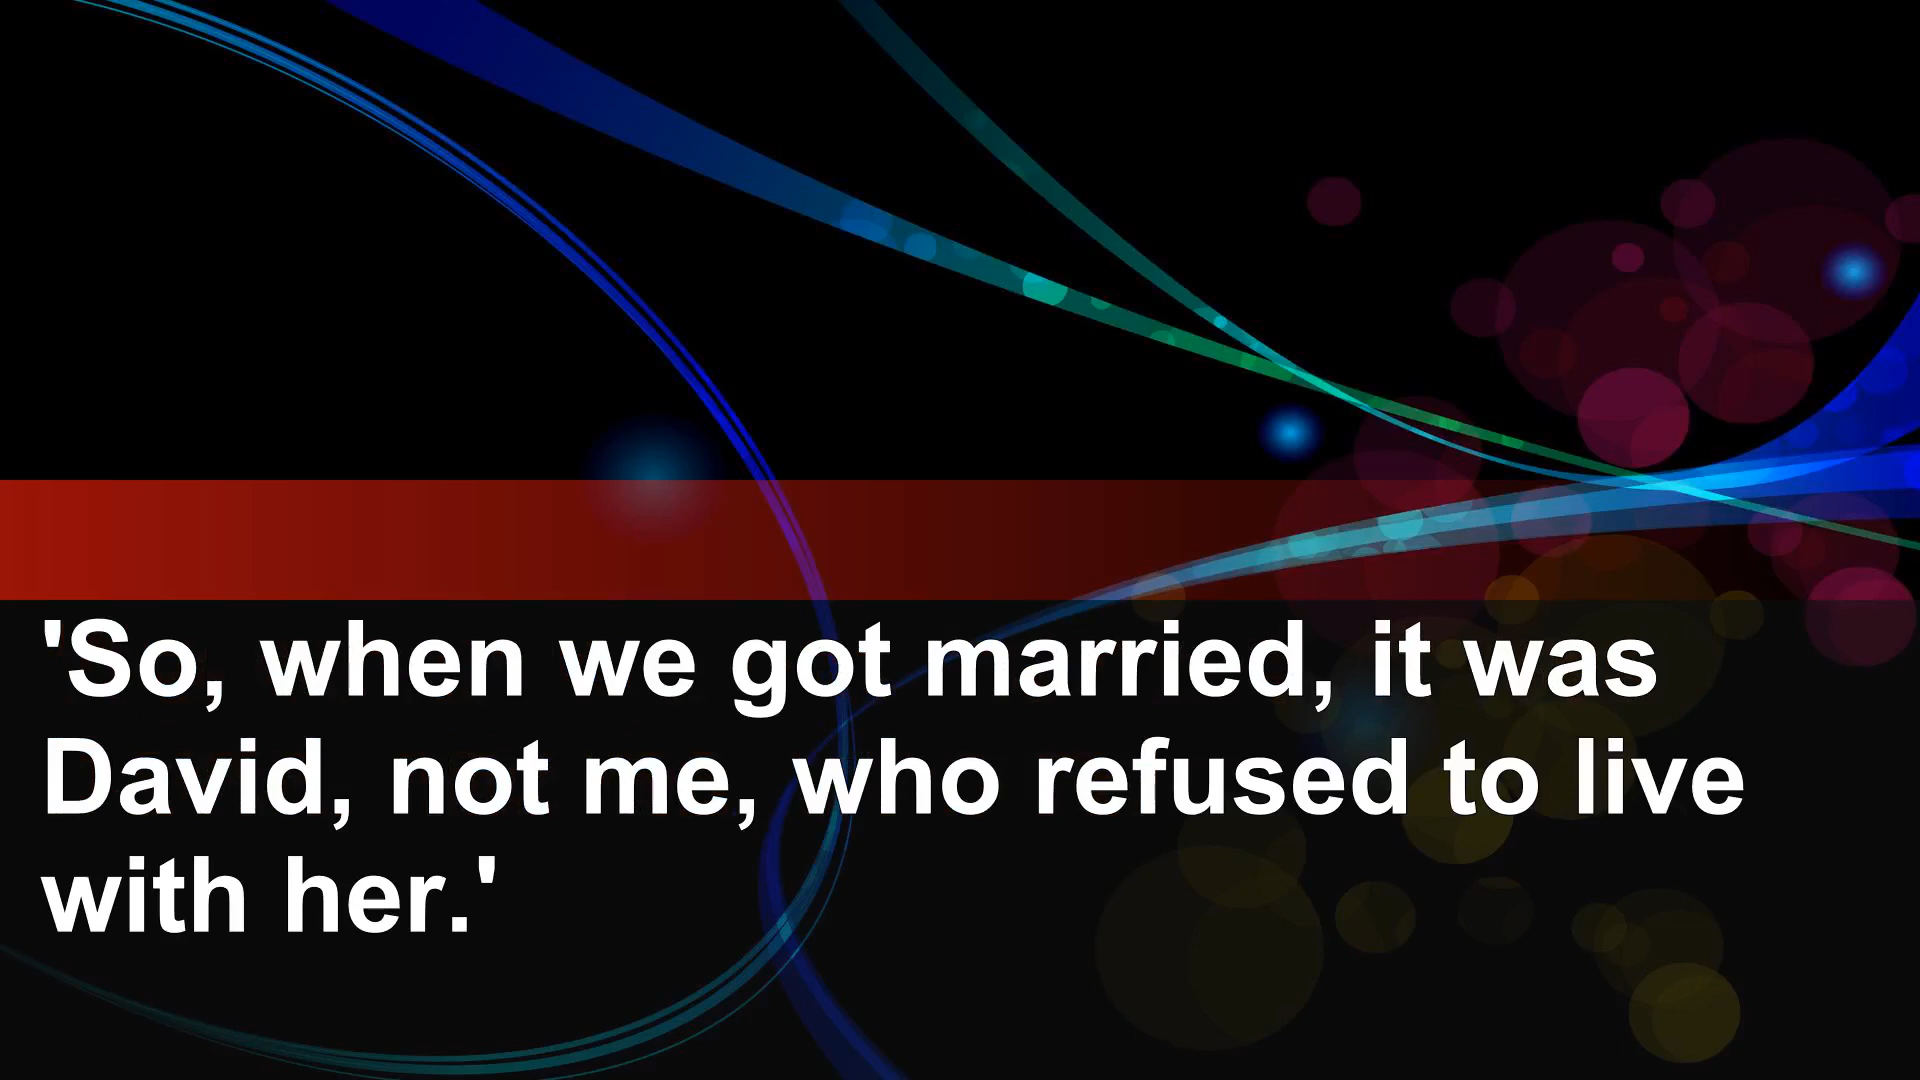 'So, when we got married, it was
David, not me, who refused to live
with her.'